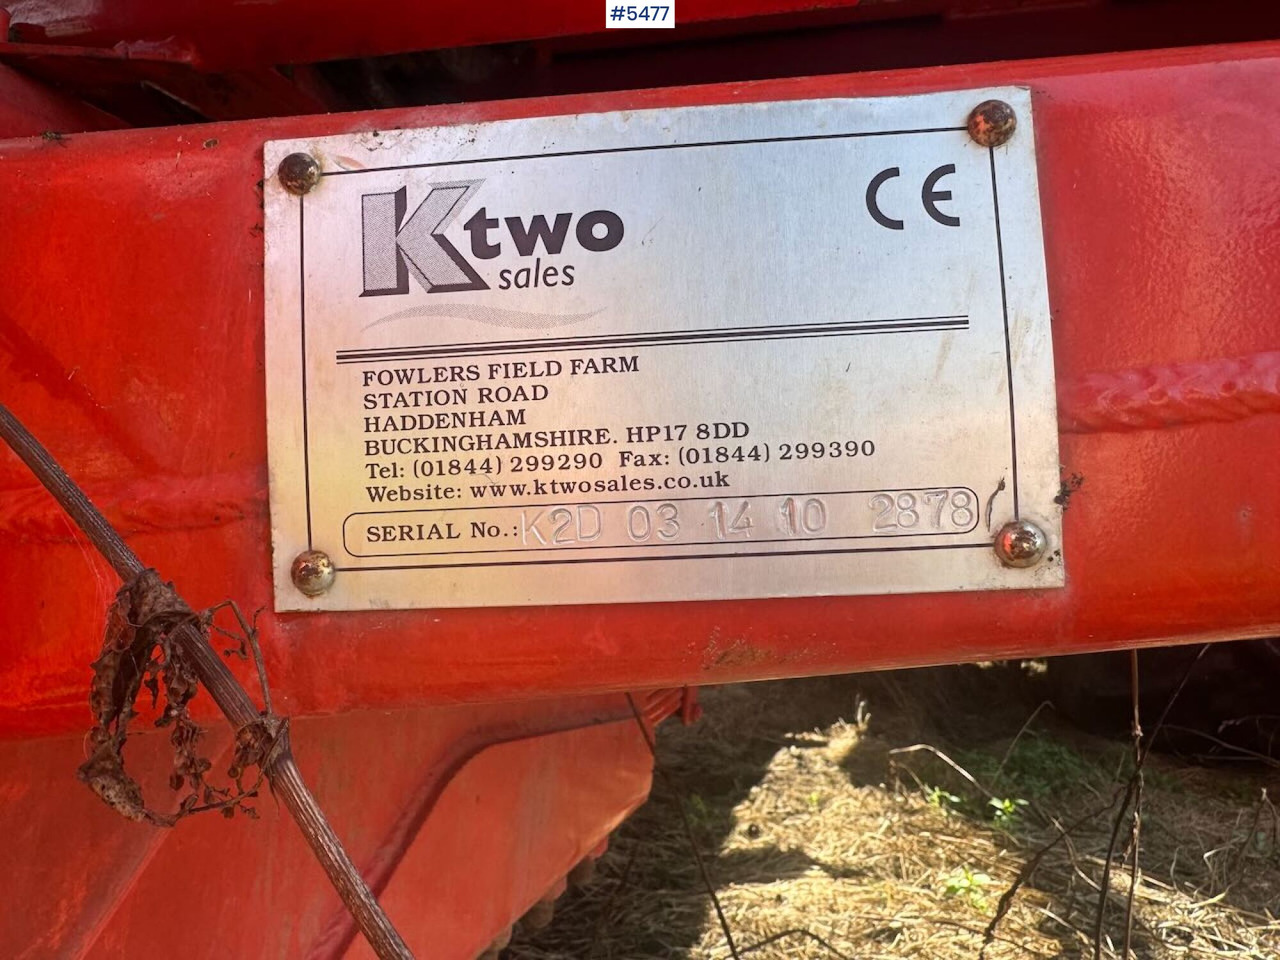 #5477
K two
sales
CE
FOWLERS FIELD FARM
STATION ROAD
HADDENHAM
BUCKINGHAMSHIRE. HP17 8DD
Tel: (01844) 299290 Fax: (01844) 299390
Website: www.ktwosales.co.uk
SERIAL No.: K2D 03 14 10 2878